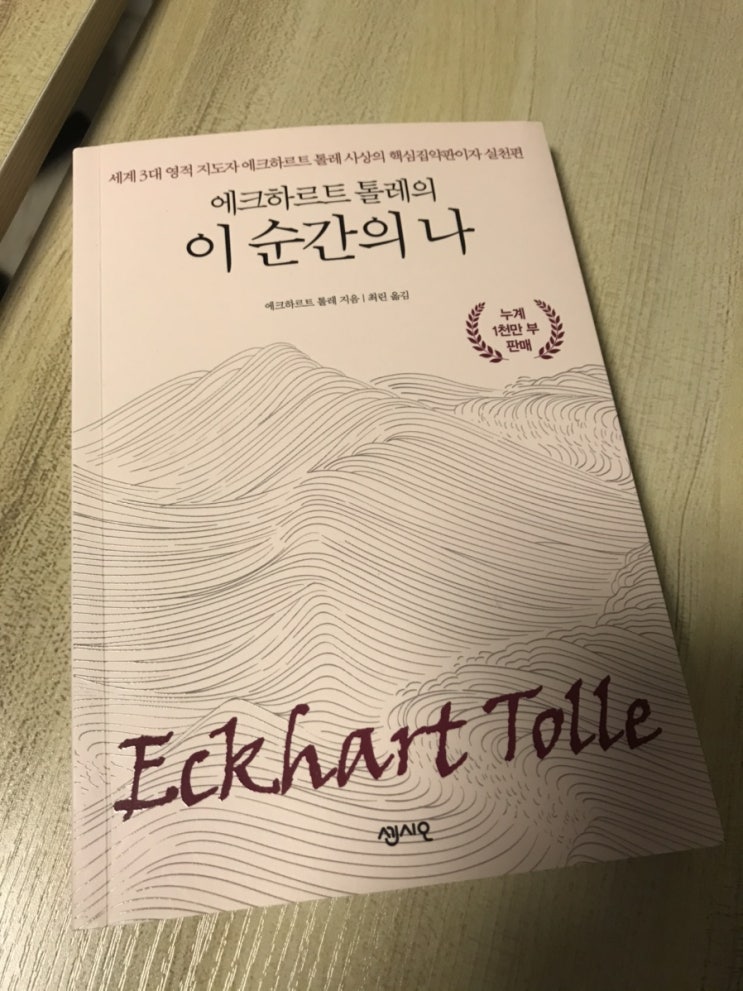 세계 3대 영적 지도자 에크하르트 톨레 사상의 핵심집약판이자 실천편
에크하르트 톨레의
이 순간의 나
에크하르트 톨레 지음 | 최린 옮김
누계
1천만 부
판매
Eckhart Tolle
센시오